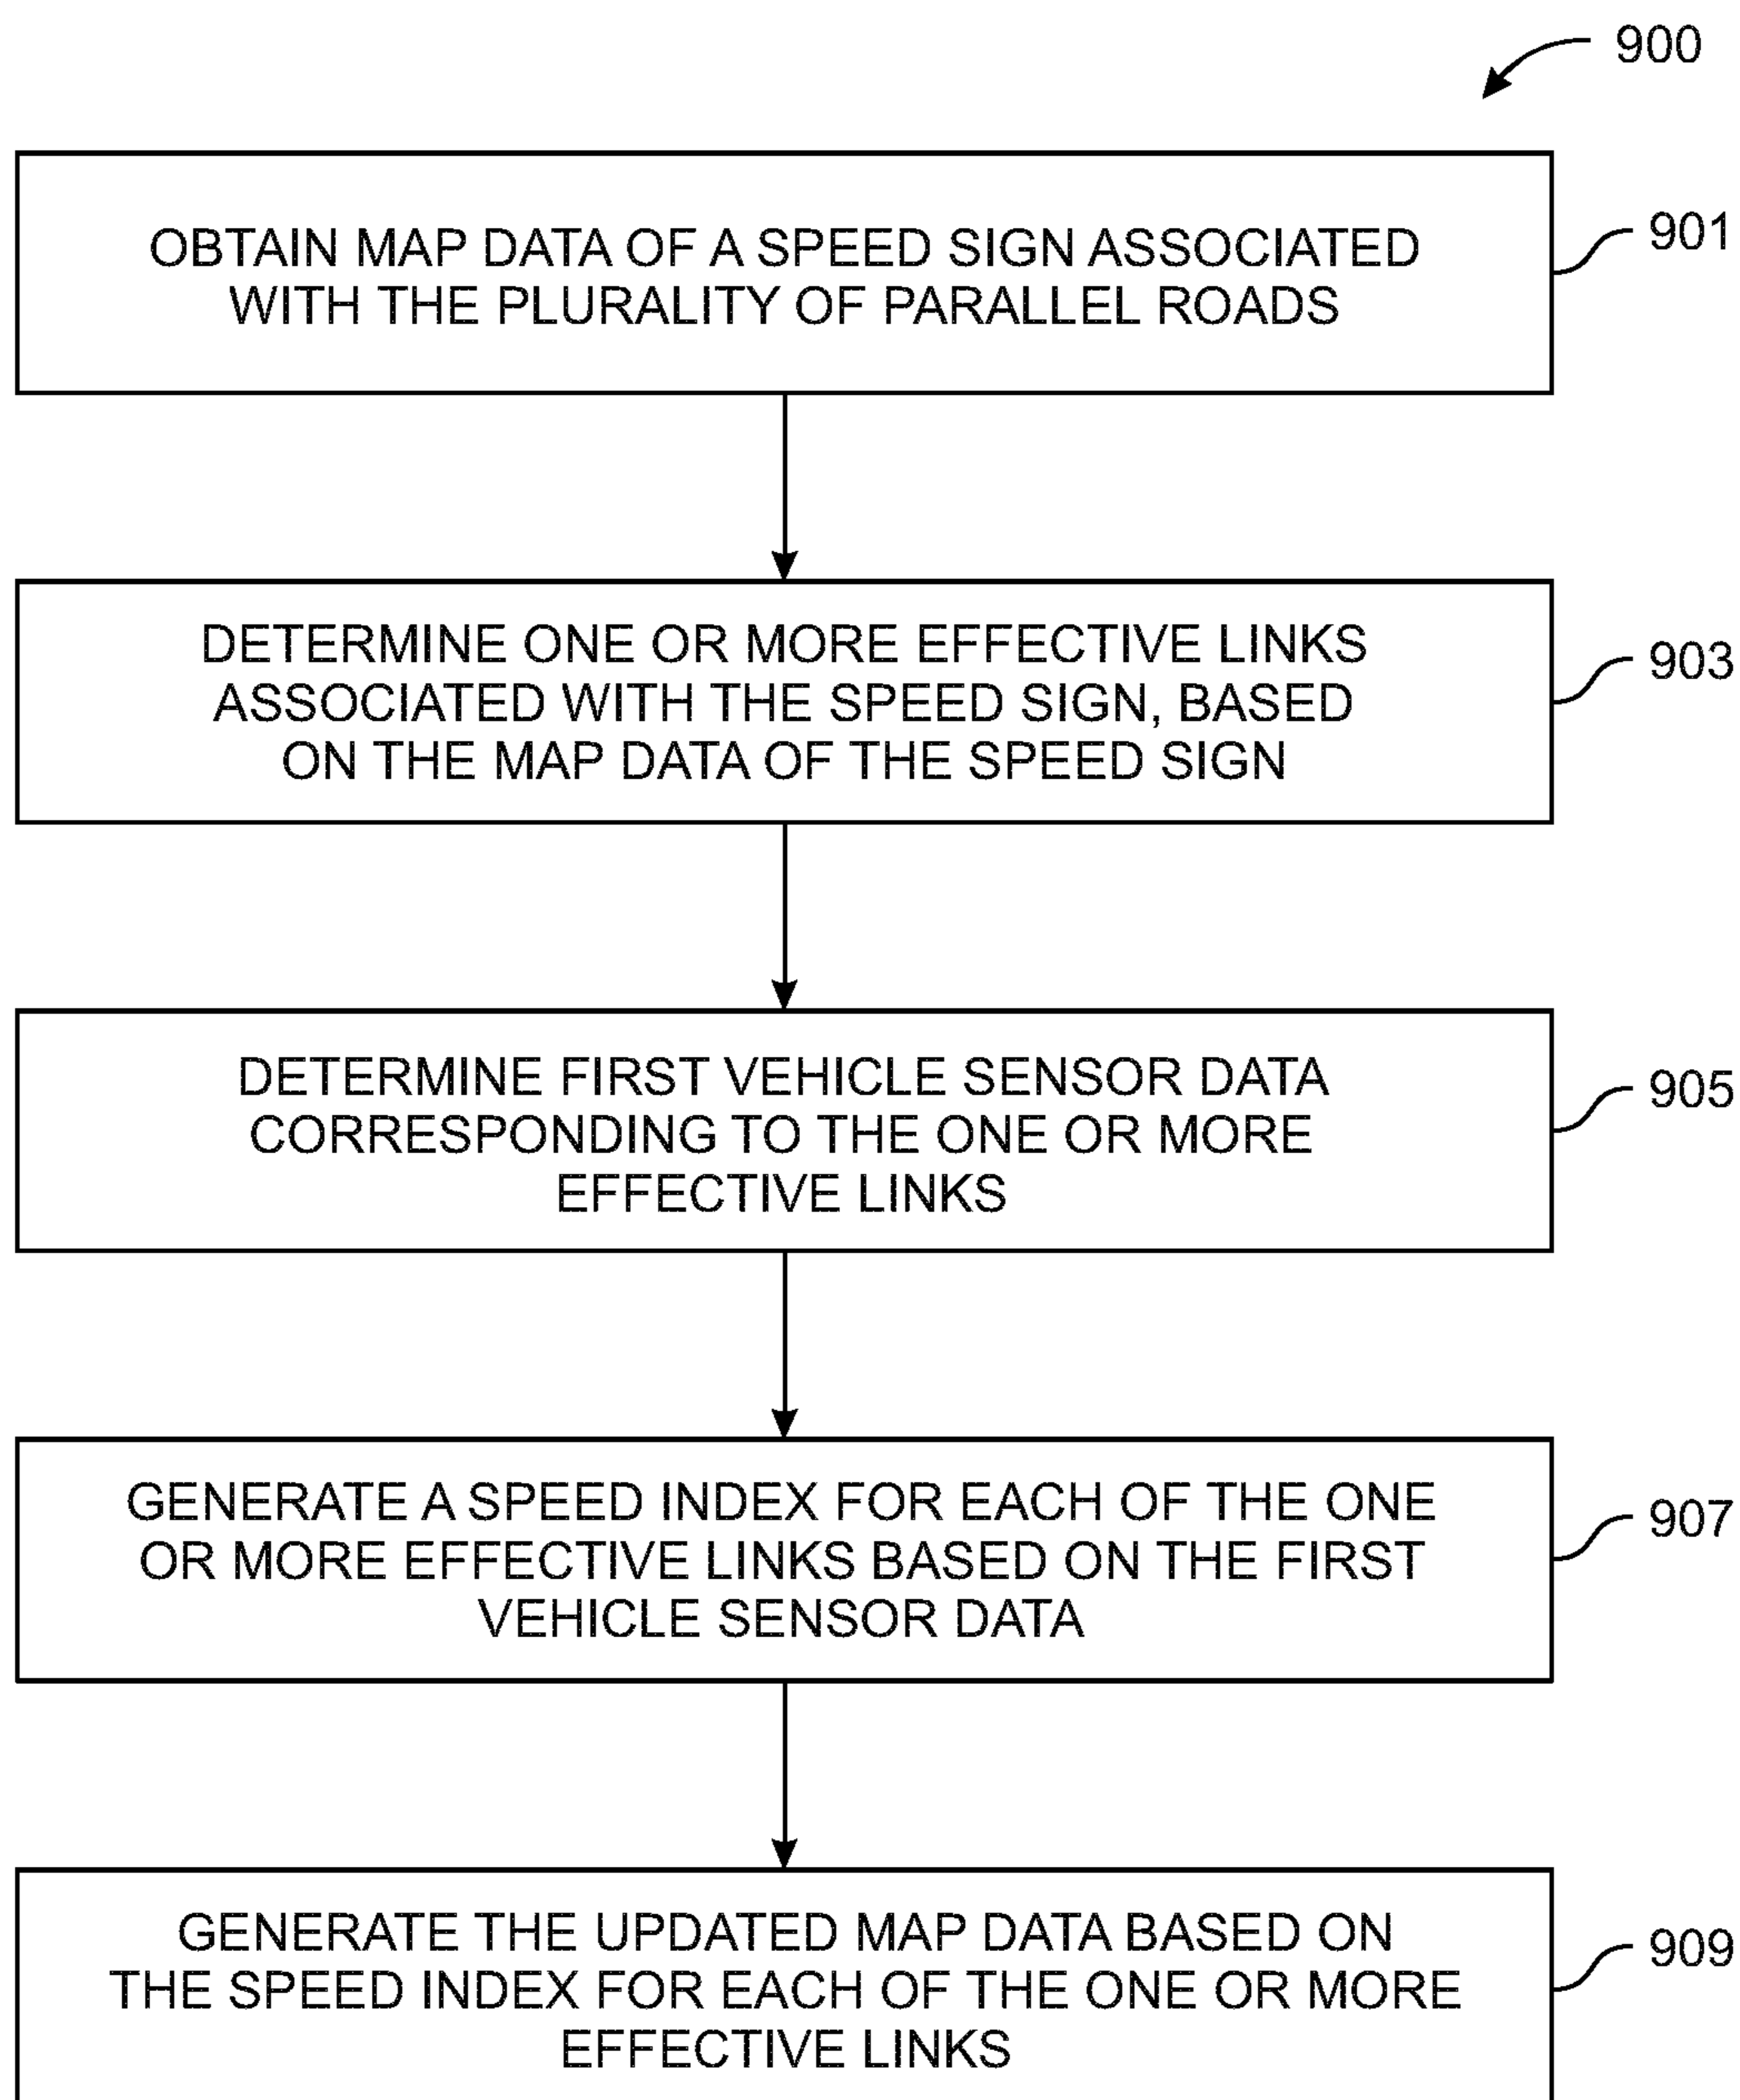 900
OBTAIN MAP DATA OF A SPEED SIGN ASSOCIATED
WITH THE PLURALITY OF PARALLEL ROADS
901
DETERMINE ONE OR MORE EFFECTIVE LINKS
ASSOCIATED WITH THE SPEED SIGN, BASED
ON THE MAP DATA OF THE SPEED SIGN
903
DETERMINE FIRST VEHICLE SENSOR DATA
CORRESPONDING TO THE ONE OR MORE
EFFECTIVE LINKS
905
GENERATE A SPEED INDEX FOR EACH OF THE ONE
OR MORE EFFECTIVE LINKS BASED ON THE FIRST
VEHICLE SENSOR DATA
907
GENERATE THE UPDATED MAP DATA BASED ON
THE SPEED INDEX FOR EACH OF THE ONE OR MORE
EFFECTIVE LINKS
909